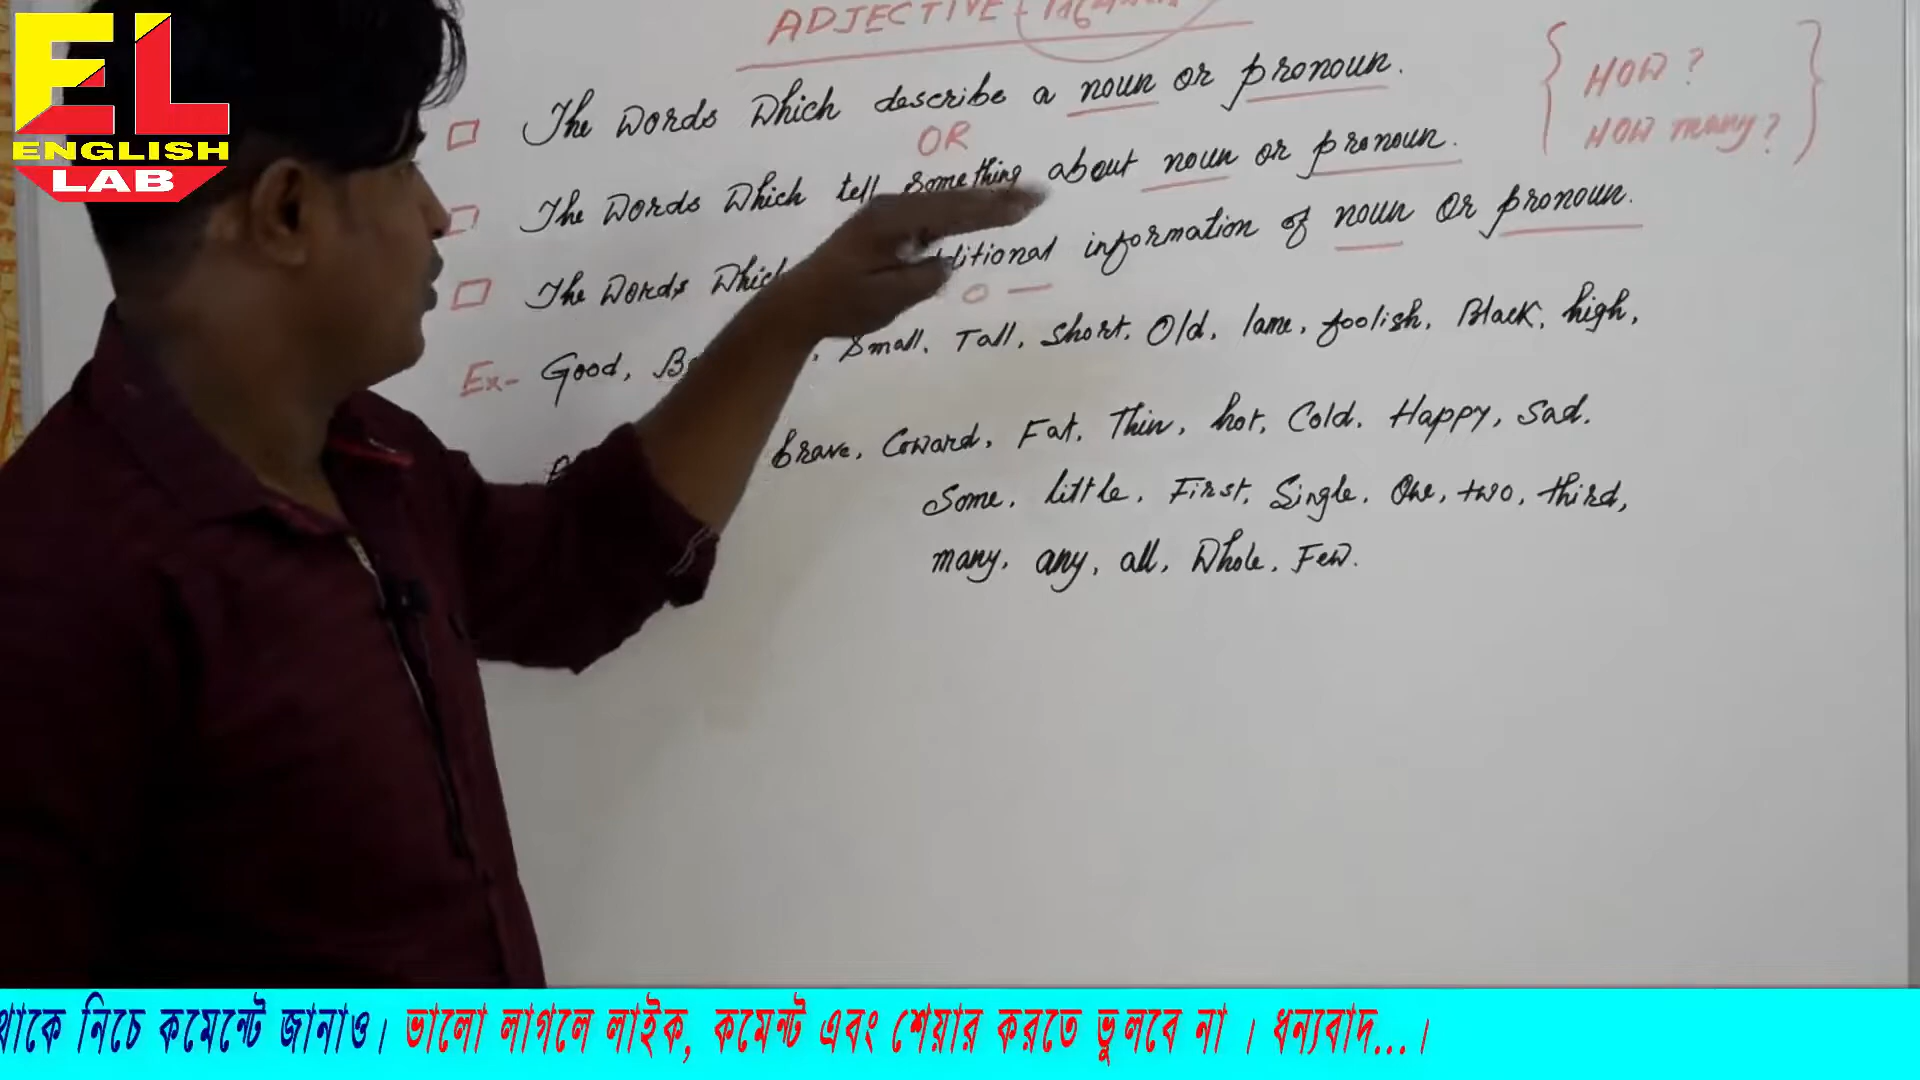 EL
ENGLISH
LAB
ADJECTIVE -
The words which describe a noun or pronoun.
OR
The words which tell something about noun or pronoun.
The words which information of noun or pronoun.
Ex- Good, small. Tall, short. Old. lame, foolish. Black. high,
brave. Coward, Fat. Thin, hot. Cold. Happy, Sad.
Some. little. First. Single. One, two, third,
many, any, all, Whole. Few.
HOW ?
HOW many ?
থাকে নিচে কমেন্টে জানাও। ভালো লাগলে লাইক, কমেন্ট এবং শেয়ার করতে ভুলবে না । ধন্যবাদ...।